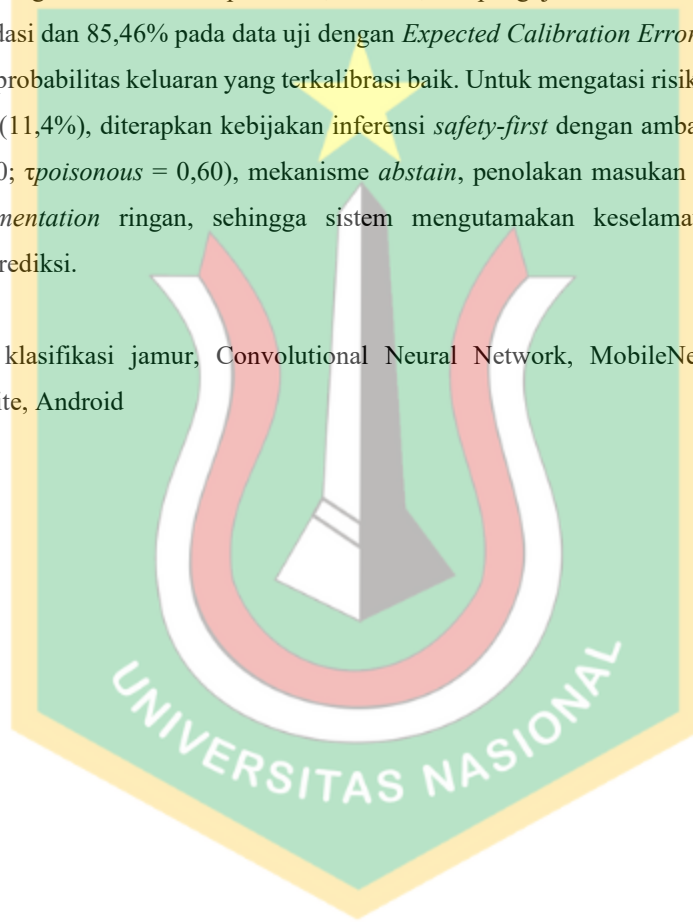 dasi dan 85,46% pada data uji dengan Expected Calibration Error
probabilitas keluaran yang terkalibrasi baik. Untuk mengatasi risik
(11,4%), diterapkan kebijakan inferensi safety-first dengan amba
0; τpoisonous = 0,60), mekanisme abstain, penolakan masukan
mentation ringan, sehingga sistem mengutamakan keselama
rediksi.
klasifikasi jamur, Convolutional Neural Network, MobileNe
ite, Android
UNIVERSITAS NASIONAL